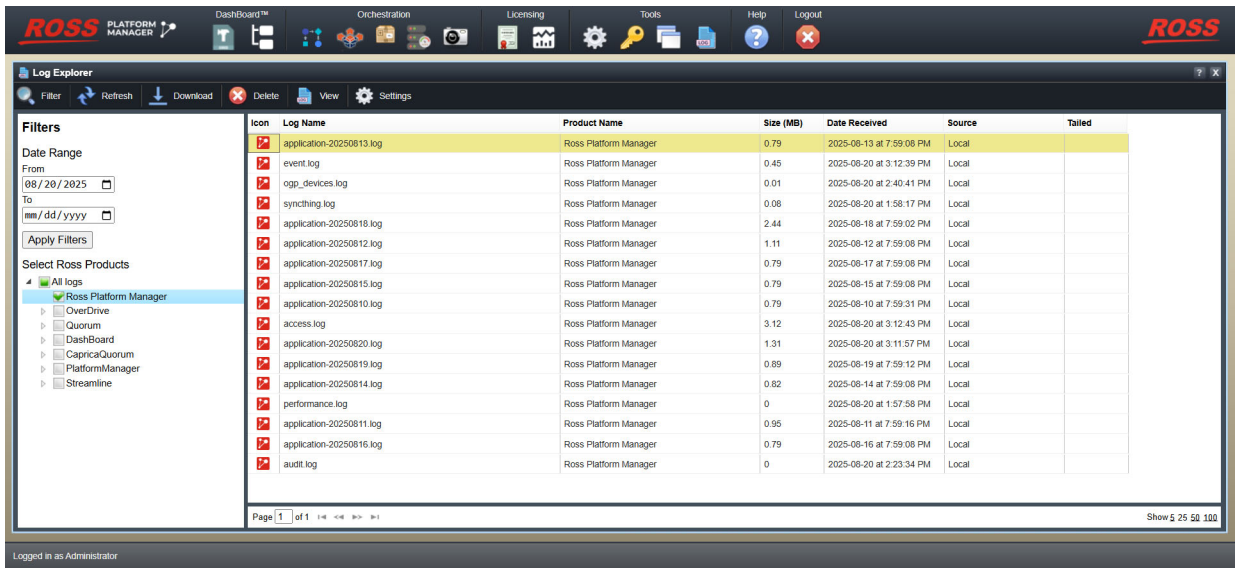 DashBoard™ Orchestration Licensing Tools Help Logout
ROSS PLATFORM MANAGER
ROSS
LOG
Log Explorer ? X
Filter Refresh Download Delete View Settings
Filters
Date Range
From
08/20/2025
To
mm/dd/yyyy
Apply Filters
Select Ross Products
All logs
Ross Platform Manager
OverDrive
Quorum
DashBoard
CapricaQuorum
PlatformManager
Streamline
Icon Log Name Product Name Size (MB) Date Received Source Tailed
application-20250813.log Ross Platform Manager 0.79 2025-08-13 at 7:59:08 PM Local
event.log Ross Platform Manager 0.45 2025-08-20 at 3:12:39 PM Local
ogp_devices.log Ross Platform Manager 0.01 2025-08-20 at 2:40:41 PM Local
syncthing.log Ross Platform Manager 0.08 2025-08-20 at 1:58:17 PM Local
application-20250818.log Ross Platform Manager 2.44 2025-08-18 at 7:59:02 PM Local
application-20250812.log Ross Platform Manager 1.11 2025-08-12 at 7:59:08 PM Local
application-20250817.log Ross Platform Manager 0.79 2025-08-17 at 7:59:08 PM Local
application-20250815.log Ross Platform Manager 0.79 2025-08-15 at 7:59:08 PM Local
application-20250810.log Ross Platform Manager 0.79 2025-08-10 at 7:59:31 PM Local
access.log Ross Platform Manager 3.12 2025-08-20 at 3:12:43 PM Local
application-20250820.log Ross Platform Manager 1.31 2025-08-20 at 3:11:57 PM Local
application-20250819.log Ross Platform Manager 0.89 2025-08-19 at 7:59:12 PM Local
application-20250814.log Ross Platform Manager 0.82 2025-08-14 at 7:59:08 PM Local
performance.log Ross Platform Manager 0 2025-08-20 at 1:57:58 PM Local
application-20250811.log Ross Platform Manager 0.95 2025-08-11 at 7:59:16 PM Local
application-20250816.log Ross Platform Manager 0.79 2025-08-16 at 7:59:08 PM Local
audit.log Ross Platform Manager 0 2025-08-20 at 2:23:34 PM Local
Page 1 of 1 Show 5 25 50 100
Logged in as Administrator